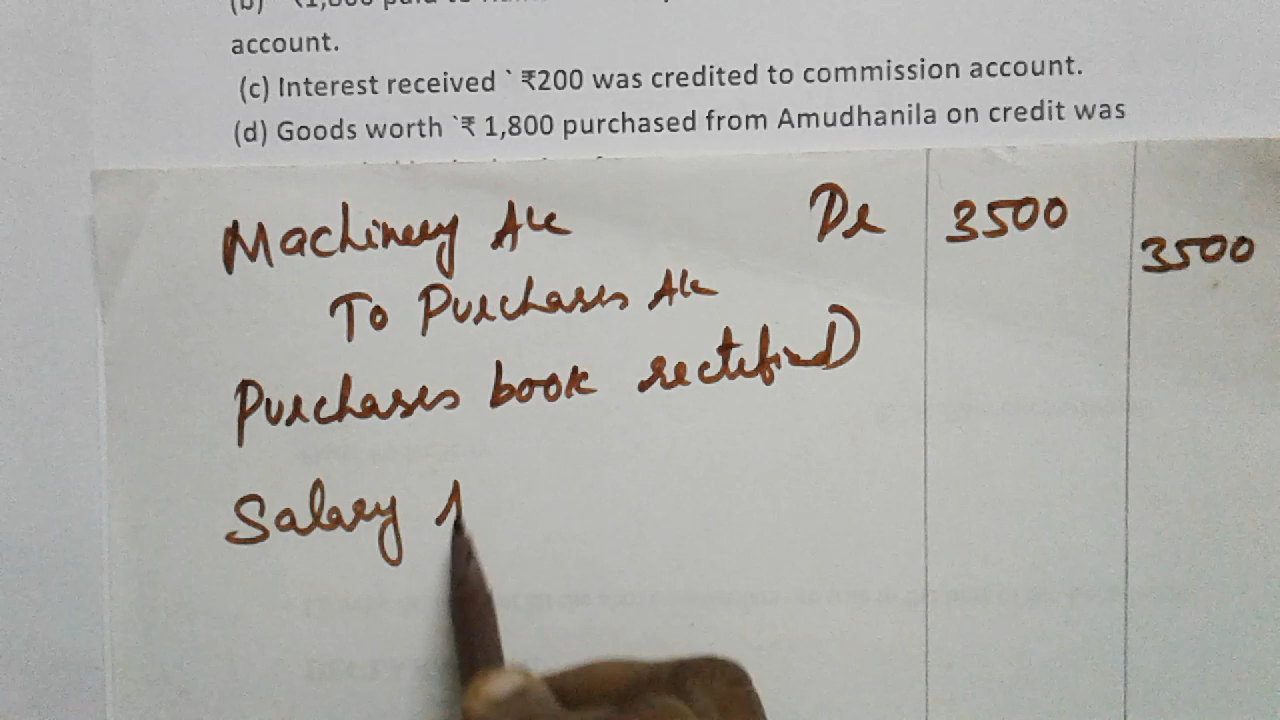 account.
(c) Interest received ` ₹200 was credited to commission account.
(d) Goods worth `₹ 1,800 purchased from Amudhanila on credit was
Machinery A/c Dr 3500
To Purchases A/c 3500
Purchases book rectified
Salary A